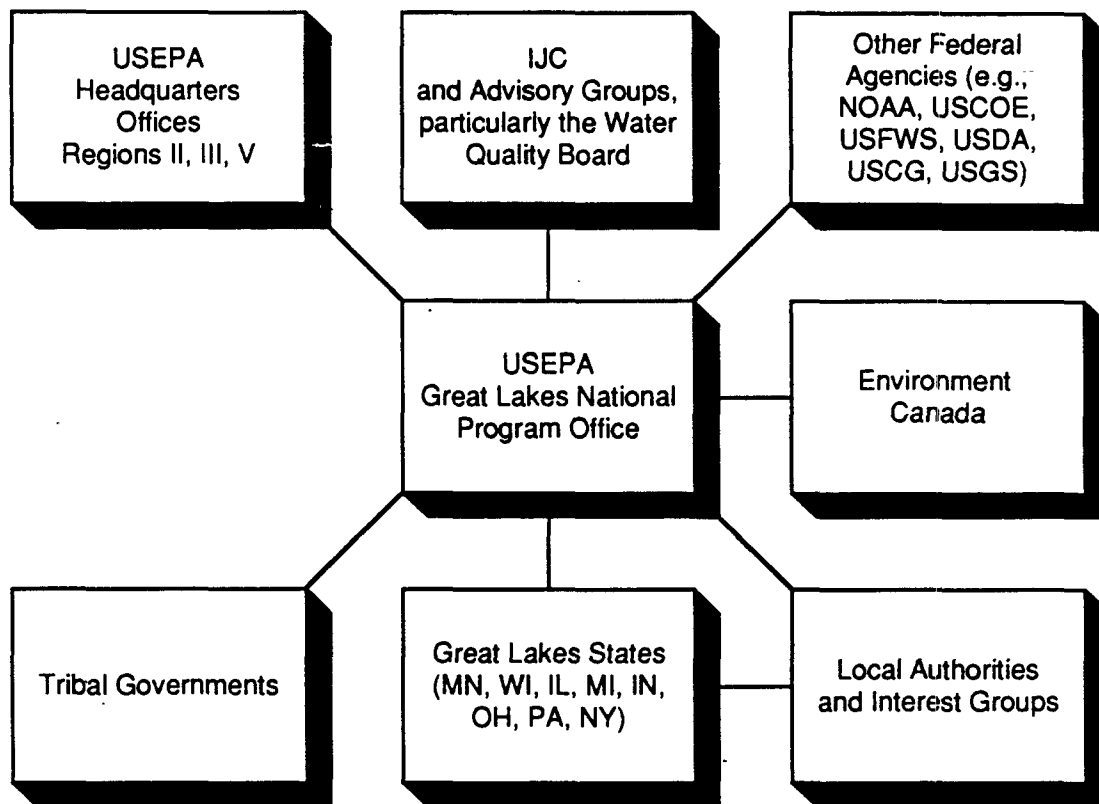 USEPA
Headquarters
Offices
Regions II, III, V
IJC
and Advisory Groups,
particularly the Water
Quality Board
Other Federal
Agencies (e.g.,
NOAA, USCOE,
USFWS, USDA,
USCG, USGS)
USEPA
Great Lakes National
Program Office
Environment
Canada
Tribal Governments
Great Lakes States
(MN, WI, IL, MI, IN,
OH, PA, NY)
Local Authorities
and Interest Groups